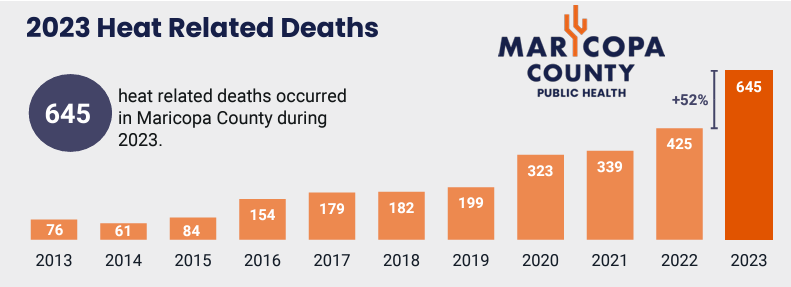 2023 Heat Related Deaths
MARICOPA
COUNTY
PUBLIC HEALTH
645
heat related deaths occurred
in Maricopa County during
2023.
+52%
76
61
84
154
179
182
199
323
339
425
645
2013 2014 2015 2016 2017 2018 2019 2020 2021 2022 2023